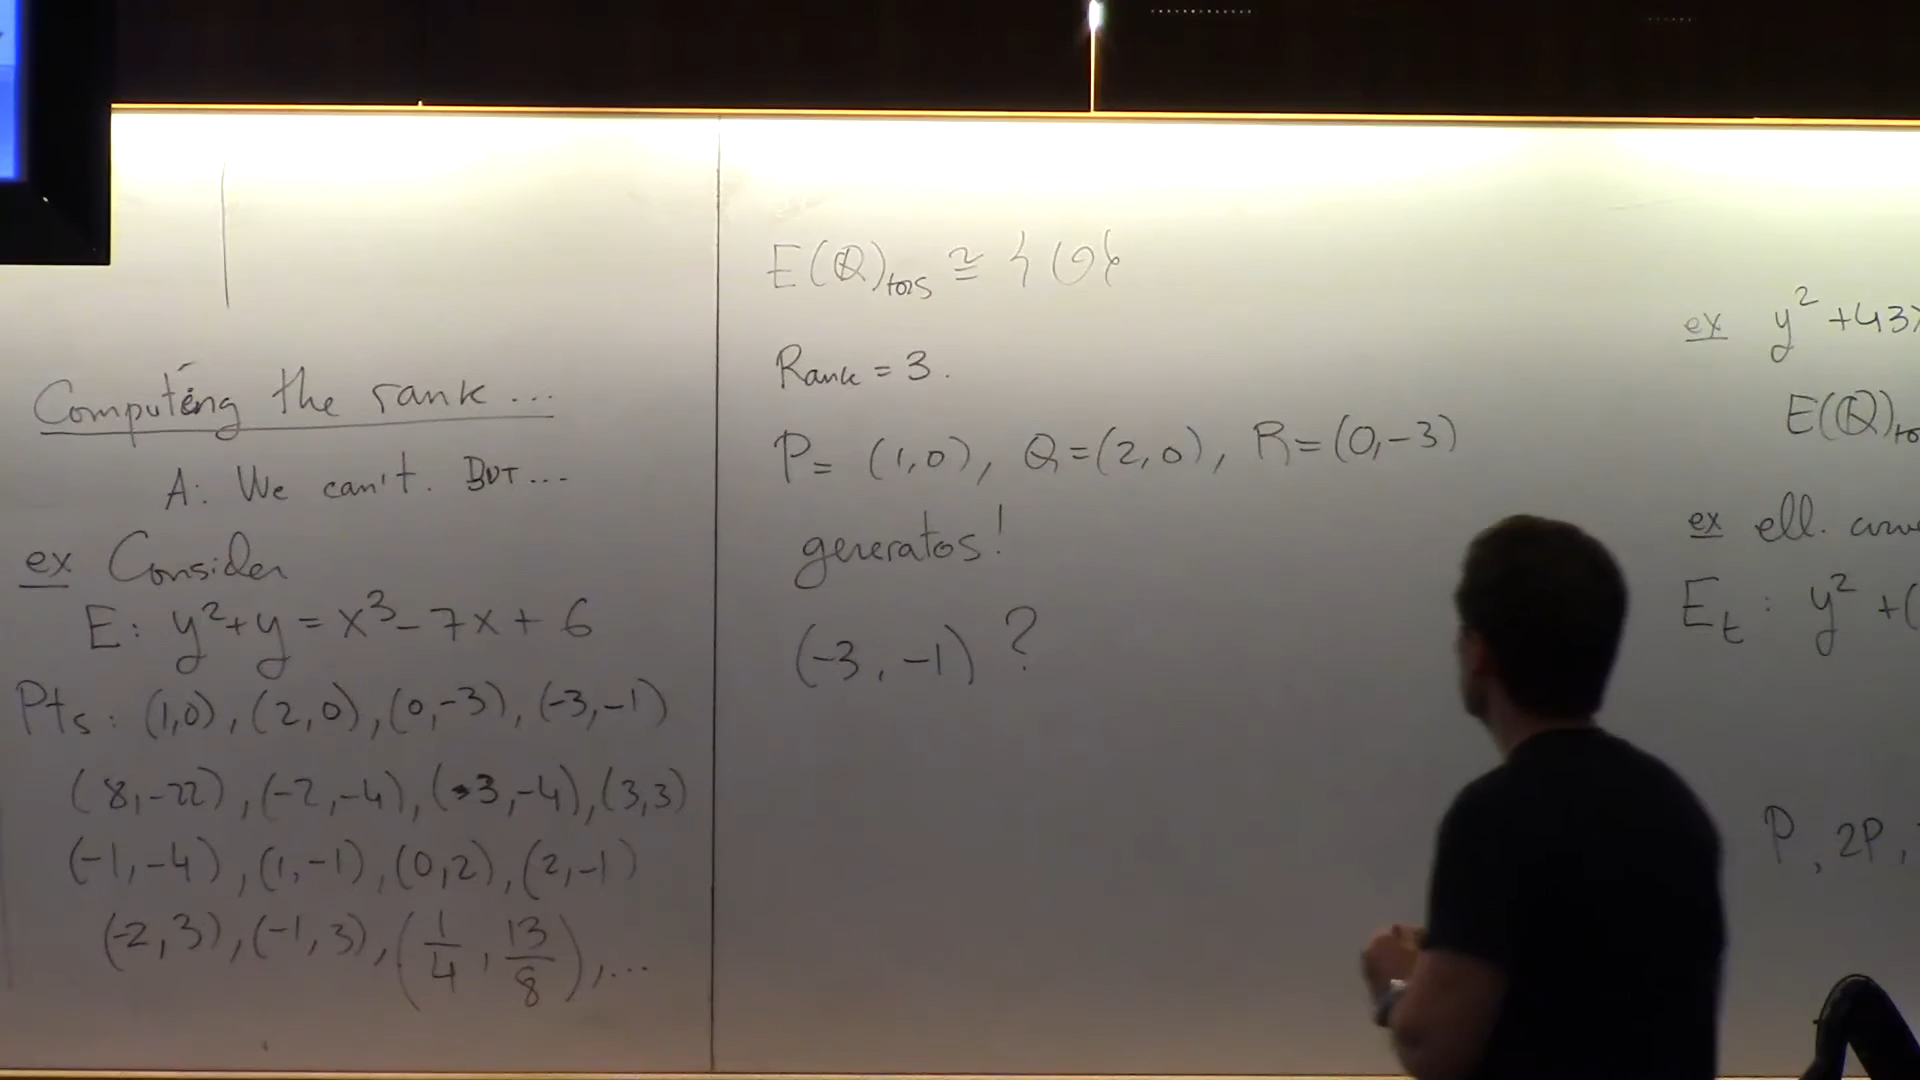 Computing the rank...
A: We can't. BUT...
ex Consider
E: y²+y = x³-7x+6
Pts: (1,0), (2,0), (0,-3), (-3,-1)
(8,-22), (-2,-4), (3,-4), (3,3)
(-1,-4), (1,-1), (0,2), (2,-1)
(-2,3), (-1,3), (1/4, 13/8), ...
E(ℚ)tors ≅ {O}
Rank = 3.
P = (1,0), Q = (2,0), R = (0,-3)
generatos!
(-3,-1)?
ex y² +43
E(ℚ)to
ex ell.
E_t: y² +(
P, 2P,